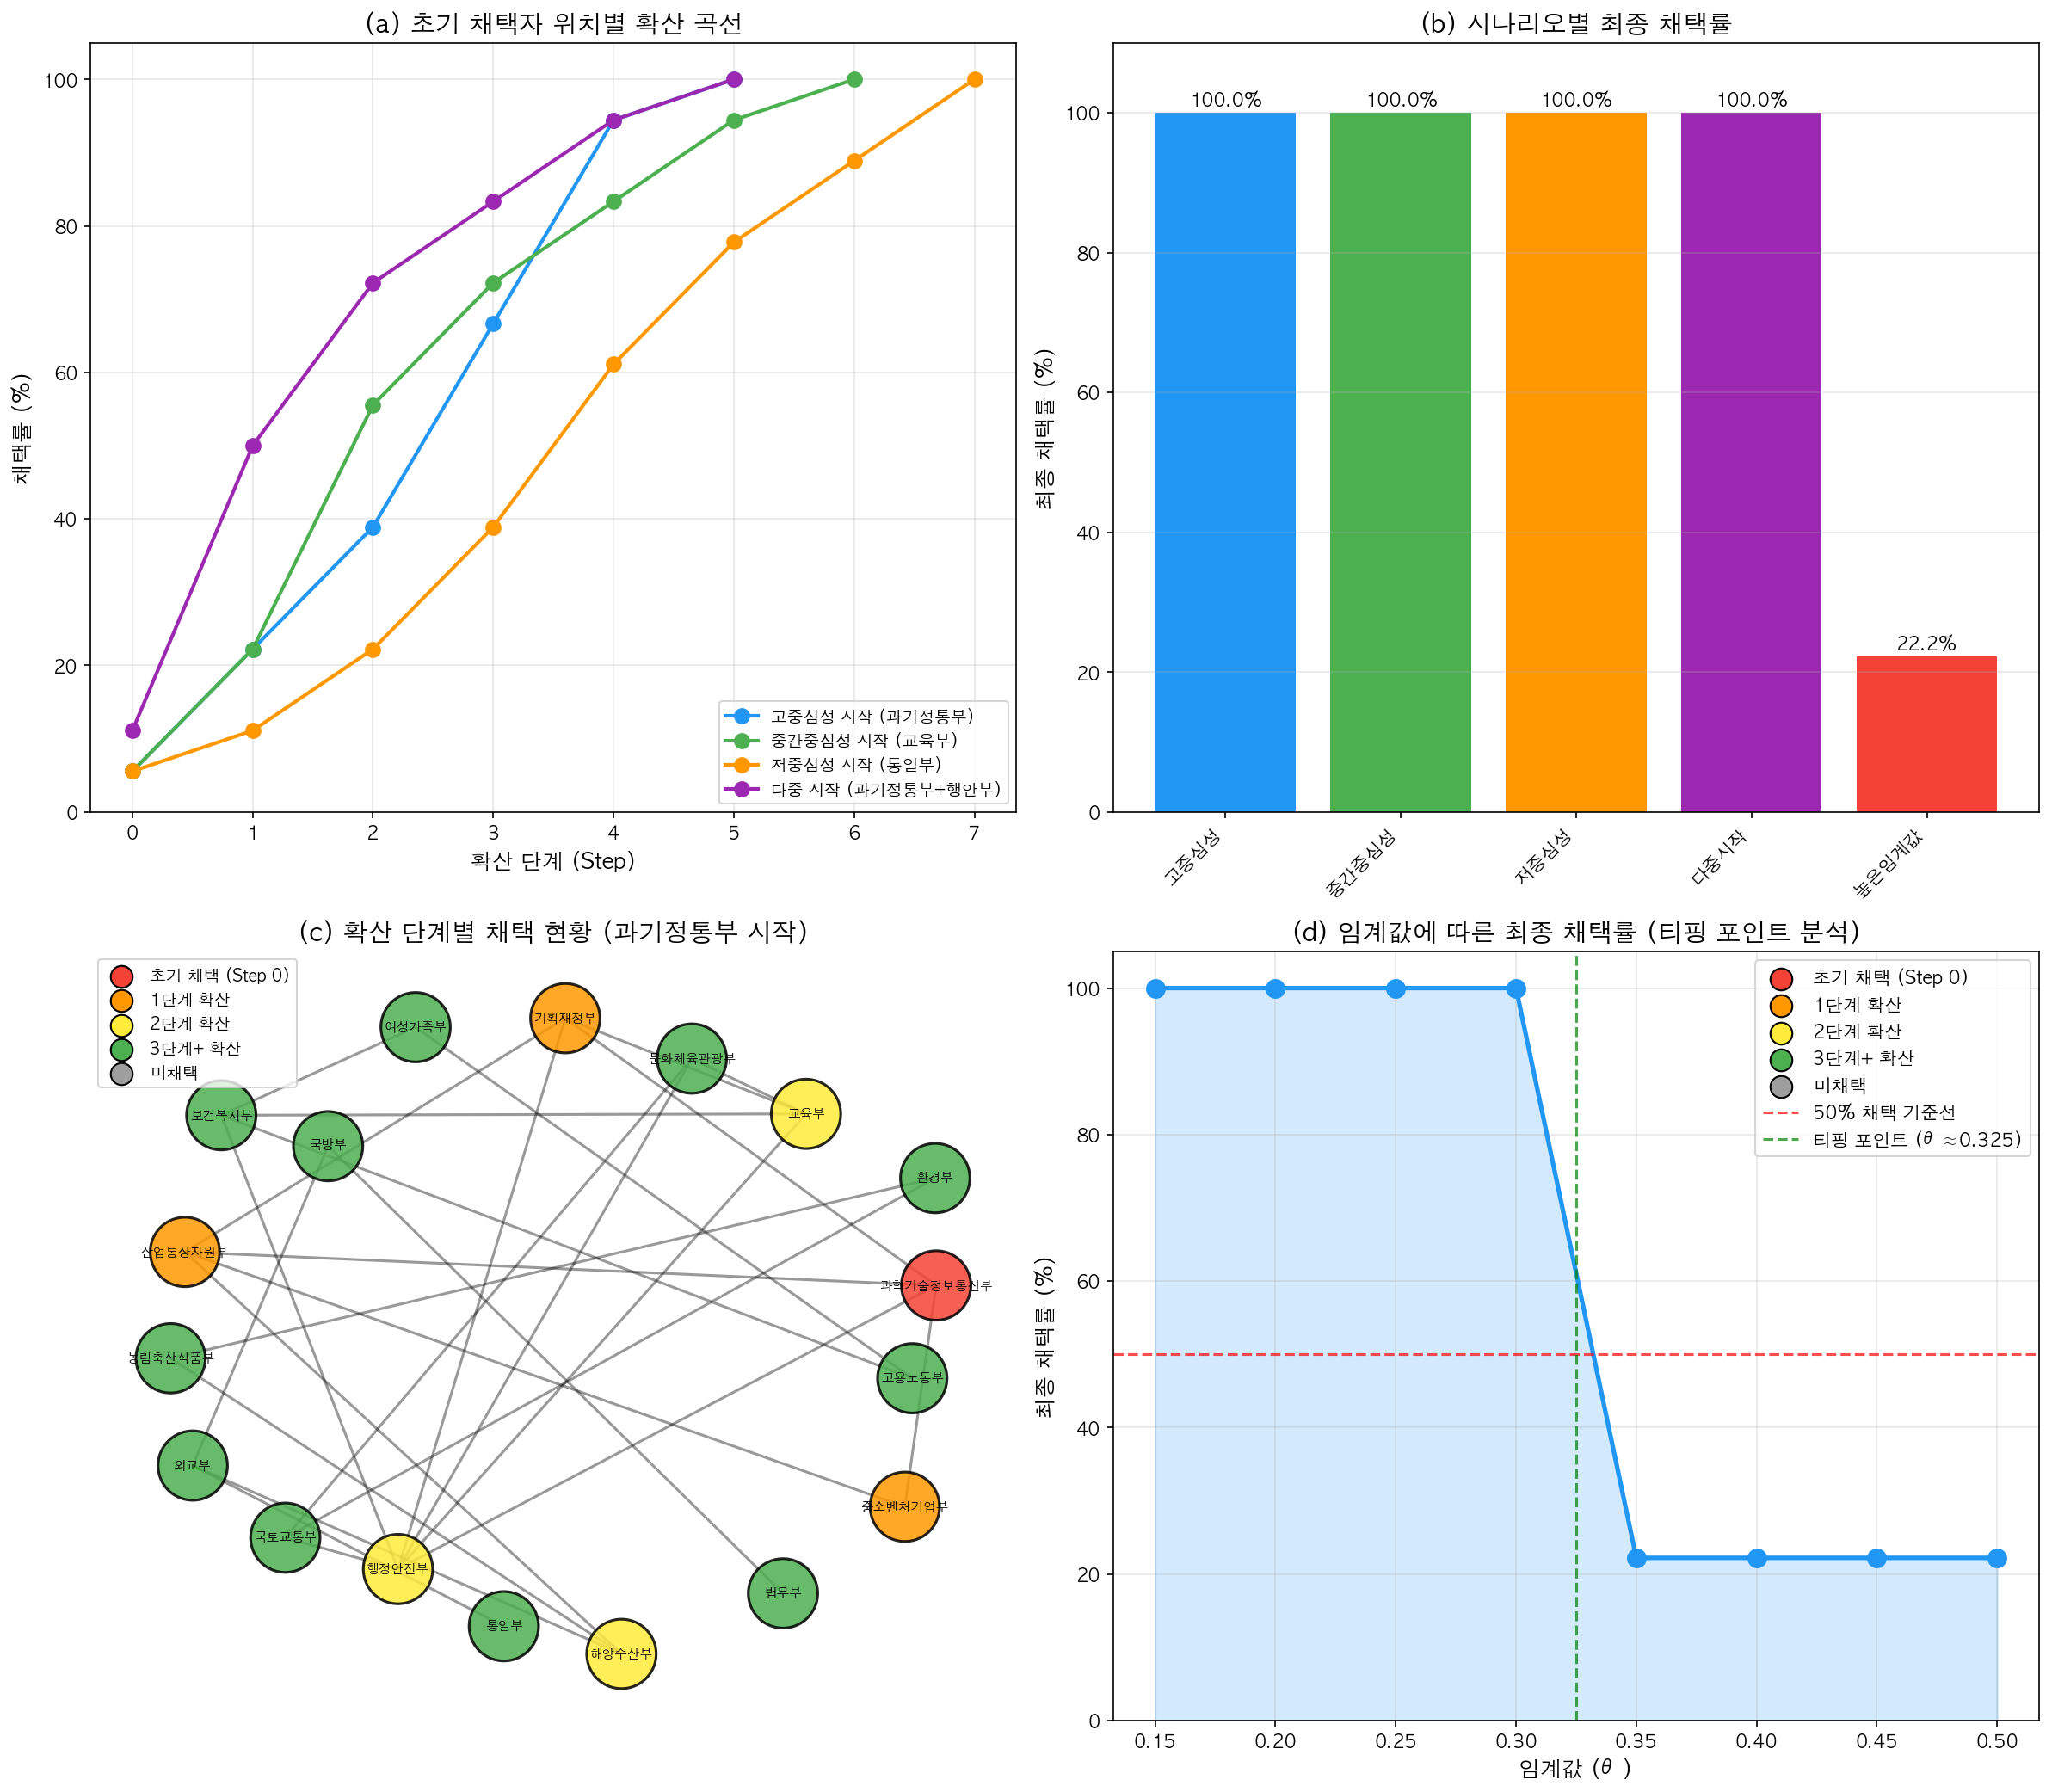 (a) 초기 채택자 위치별 확산 곡선
채택률 (%)
100
80
60
40
20
0
0 1 2 3 4 5 6 7
확산 단계 (Step)
고중심성 시작 (과기정통부)
중간중심성 시작 (교육부)
저중심성 시작 (통일부)
다중 시작 (과기정통부+행안부)
(b) 시나리오별 최종 채택률
최종 채택률 (%)
100
80
60
40
20
0
100.0% 100.0% 100.0% 100.0% 22.2%
고중심성 중간중심성 저중심성 다중시작 높은임계값
(c) 확산 단계별 채택 현황 (과기정통부 시작)
초기 채택 (Step 0)
1단계 확산
2단계 확산
3단계+ 확산
미채택
여성가족부
기획재정부
문화체육관광부
보건복지부
교육부
국방부
환경부
산업통상자원부
과학기술정보통신부
농림축산식품부
고용노동부
외교부
중소벤처기업부
국토교통부
행정안전부
법무부
통일부
해양수산부
(d) 임계값에 따른 최종 채택률 (티핑 포인트 분석)
최종 채택률 (%)
100
80
60
40
20
0
초기 채택 (Step 0)
1단계 확산
2단계 확산
3단계+ 확산
미채택
50% 채택 기준선
티핑 포인트 (θ ≈0.325)
0.15 0.20 0.25 0.30 0.35 0.40 0.45 0.50
임계값 (θ )